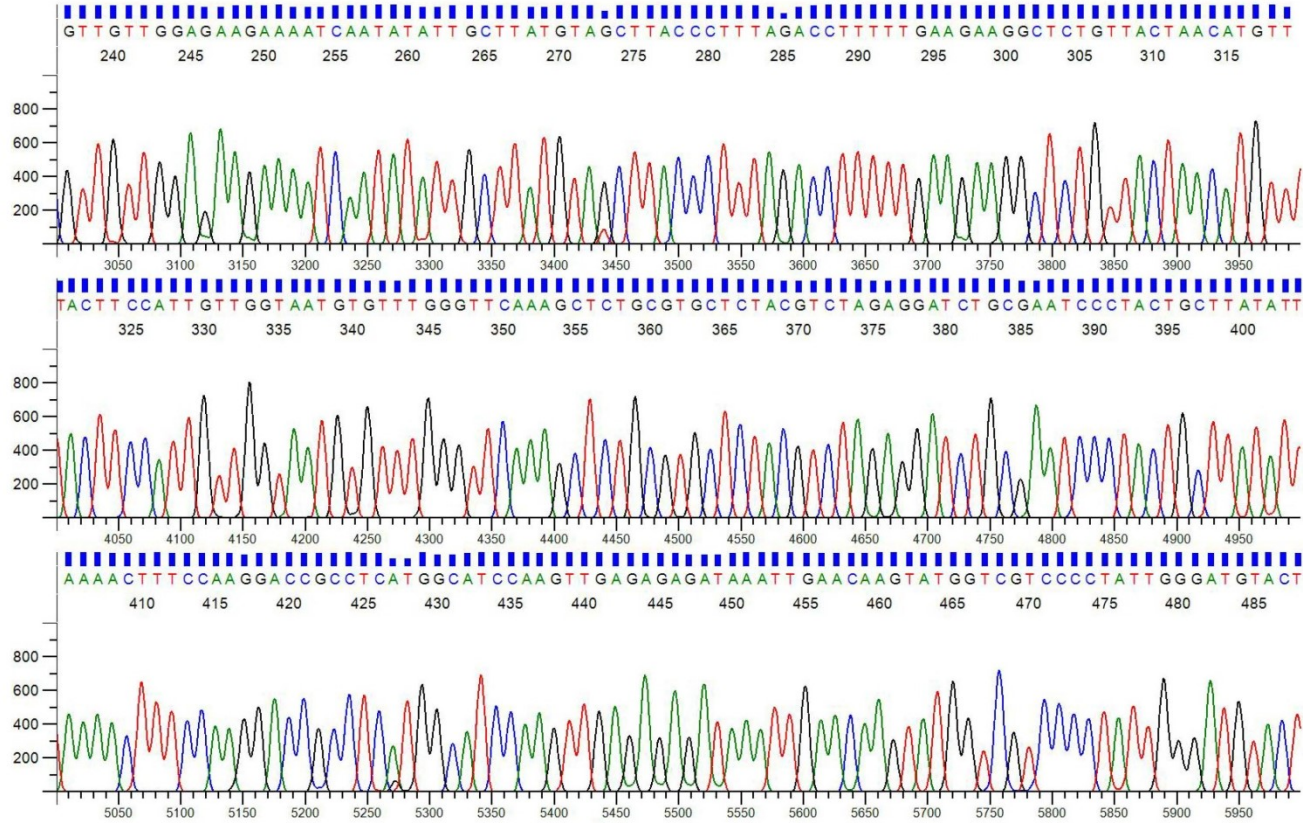 GTTGTTGGAGAAGAAAATCAATATATTGCTTATGTAGCTTACCCTTTAGACCTTTTTGAAGAAGGCTCTGTTACTAACATGTT
240 245 250 255 260 265 270 275 280 285 290 295 300 305 310 315
800
600
400
200
3050 3100 3150 3200 3250 3300 3350 3400 3450 3500 3550 3600 3650 3700 3750 3800 3850 3900 3950
TACTTCCATTGTTGGTAATGTGTTTGGGTTCAAAGCTCTGCGTGCTCTACGTCTAGAGGATCTGCGAATCCCTACTGCTTATATT
325 330 335 340 345 350 355 360 365 370 375 380 385 390 395 400
800
600
400
200
4050 4100 4150 4200 4250 4300 4350 4400 4450 4500 4550 4600 4650 4700 4750 4800 4850 4900 4950
AAAACTTTCCAAGGACCGCCTCATGGCATCCAAGTTGAGAGAGATAAATTGAACAAGTATGGTCGTCCCCTATTGGGATGTACT
410 415 420 425 430 435 440 445 450 455 460 465 470 475 480 485
800
600
400
200
5050 5100 5150 5200 5250 5300 5350 5400 5450 5500 5550 5600 5650 5700 5750 5800 5850 5900 5950